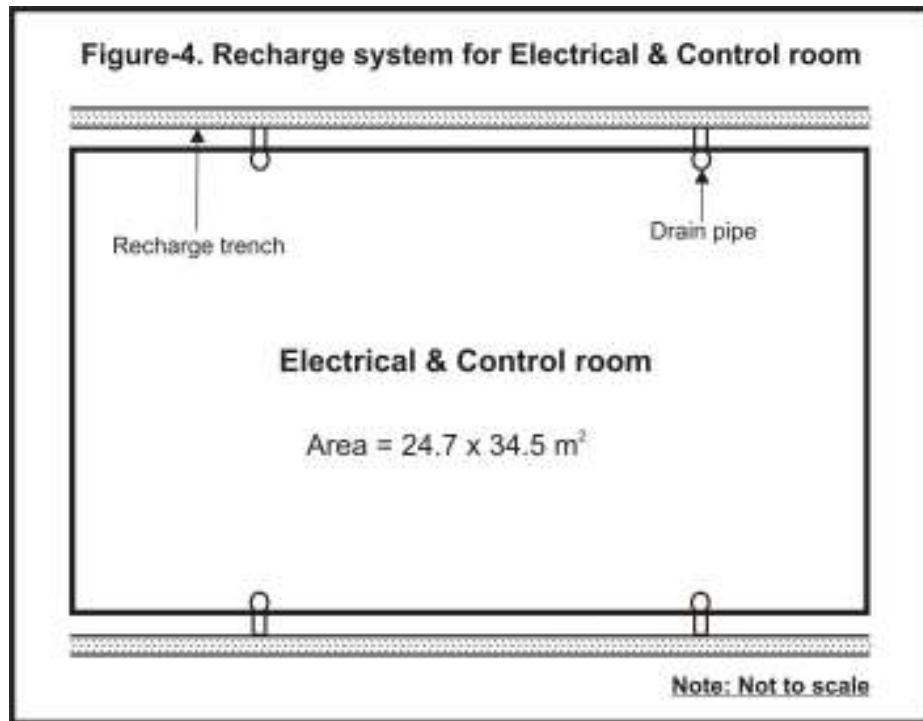 Figure-4. Recharge system for Electrical & Control room
Recharge trench
Drain pipe
Electrical & Control room
Area = 24.7 x 34.5 m²
Note: Not to scale